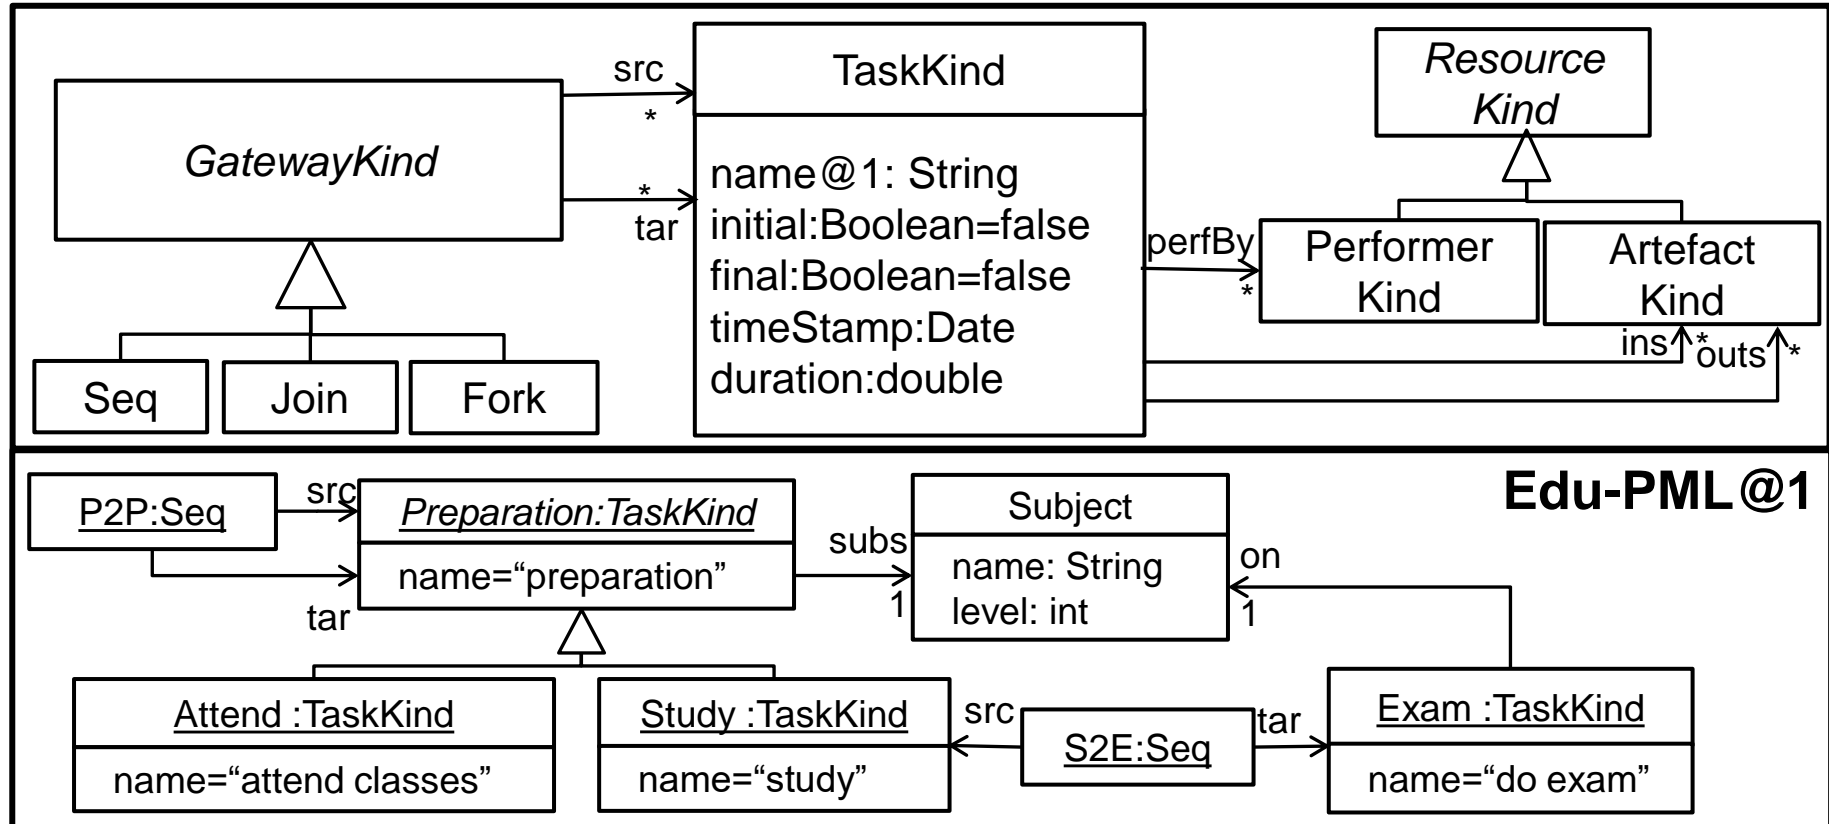 GatewayKind
src
*
*
tar
Seq
Join
Fork
TaskKind
name@1: String
initial:Boolean=false
final:Boolean=false
timeStamp:Date
duration:double
perfBy
*
Resource
Kind
Performer
Kind
Artefact
Kind
ins
*
outs
*
Edu-PML@1
P2P:Seq
src
tar
Preparation:TaskKind
name=“preparation”
subs
1
Subject
name: String
level: int
on
1
Attend :TaskKind
name=“attend classes”
Study :TaskKind
name=“study”
src
S2E:Seq
tar
Exam :TaskKind
name=“do exam”